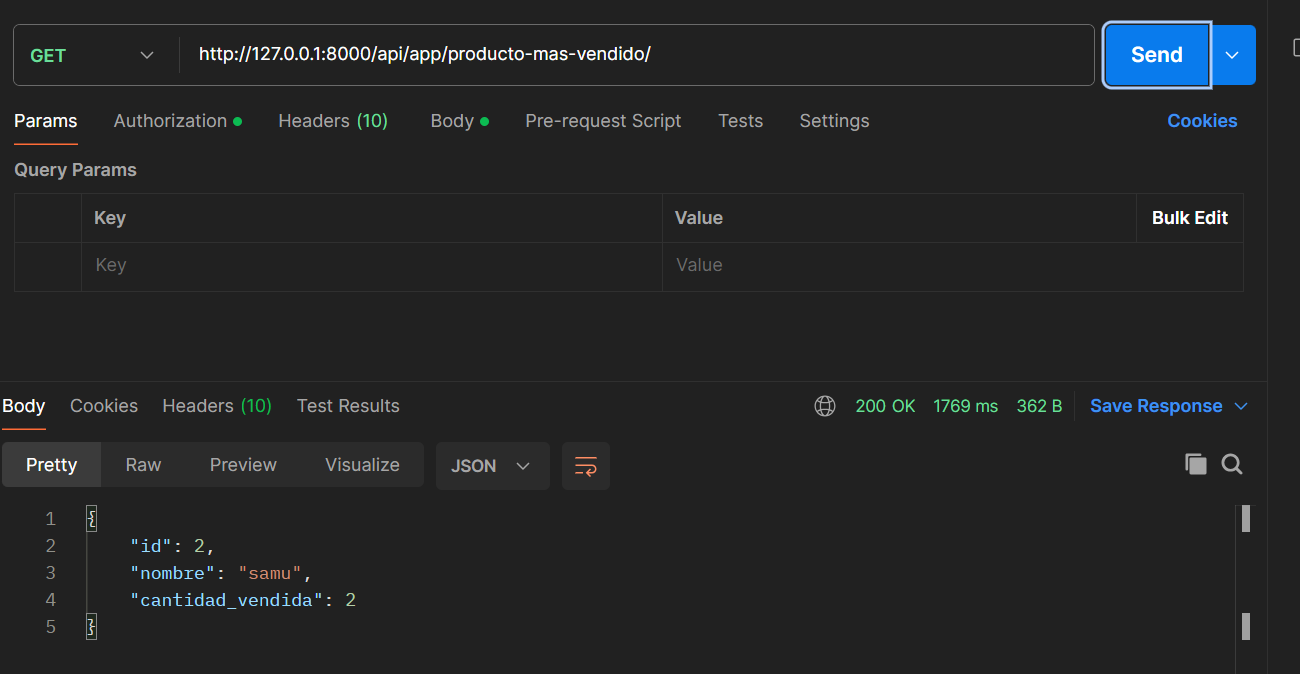 GET http://127.0.0.1:8000/api/app/producto-mas-vendido/ Send
Params Authorization Headers (10) Body Pre-request Script Tests Settings Cookies
Query Params
Key Value Bulk Edit
Key Value
Body Cookies Headers (10) Test Results 200 OK 1769 ms 362 B Save Response
Pretty Raw Preview Visualize JSON
1 {
2 "id": 2,
3 "nombre": "samu",
4 "cantidad_vendida": 2
5 }